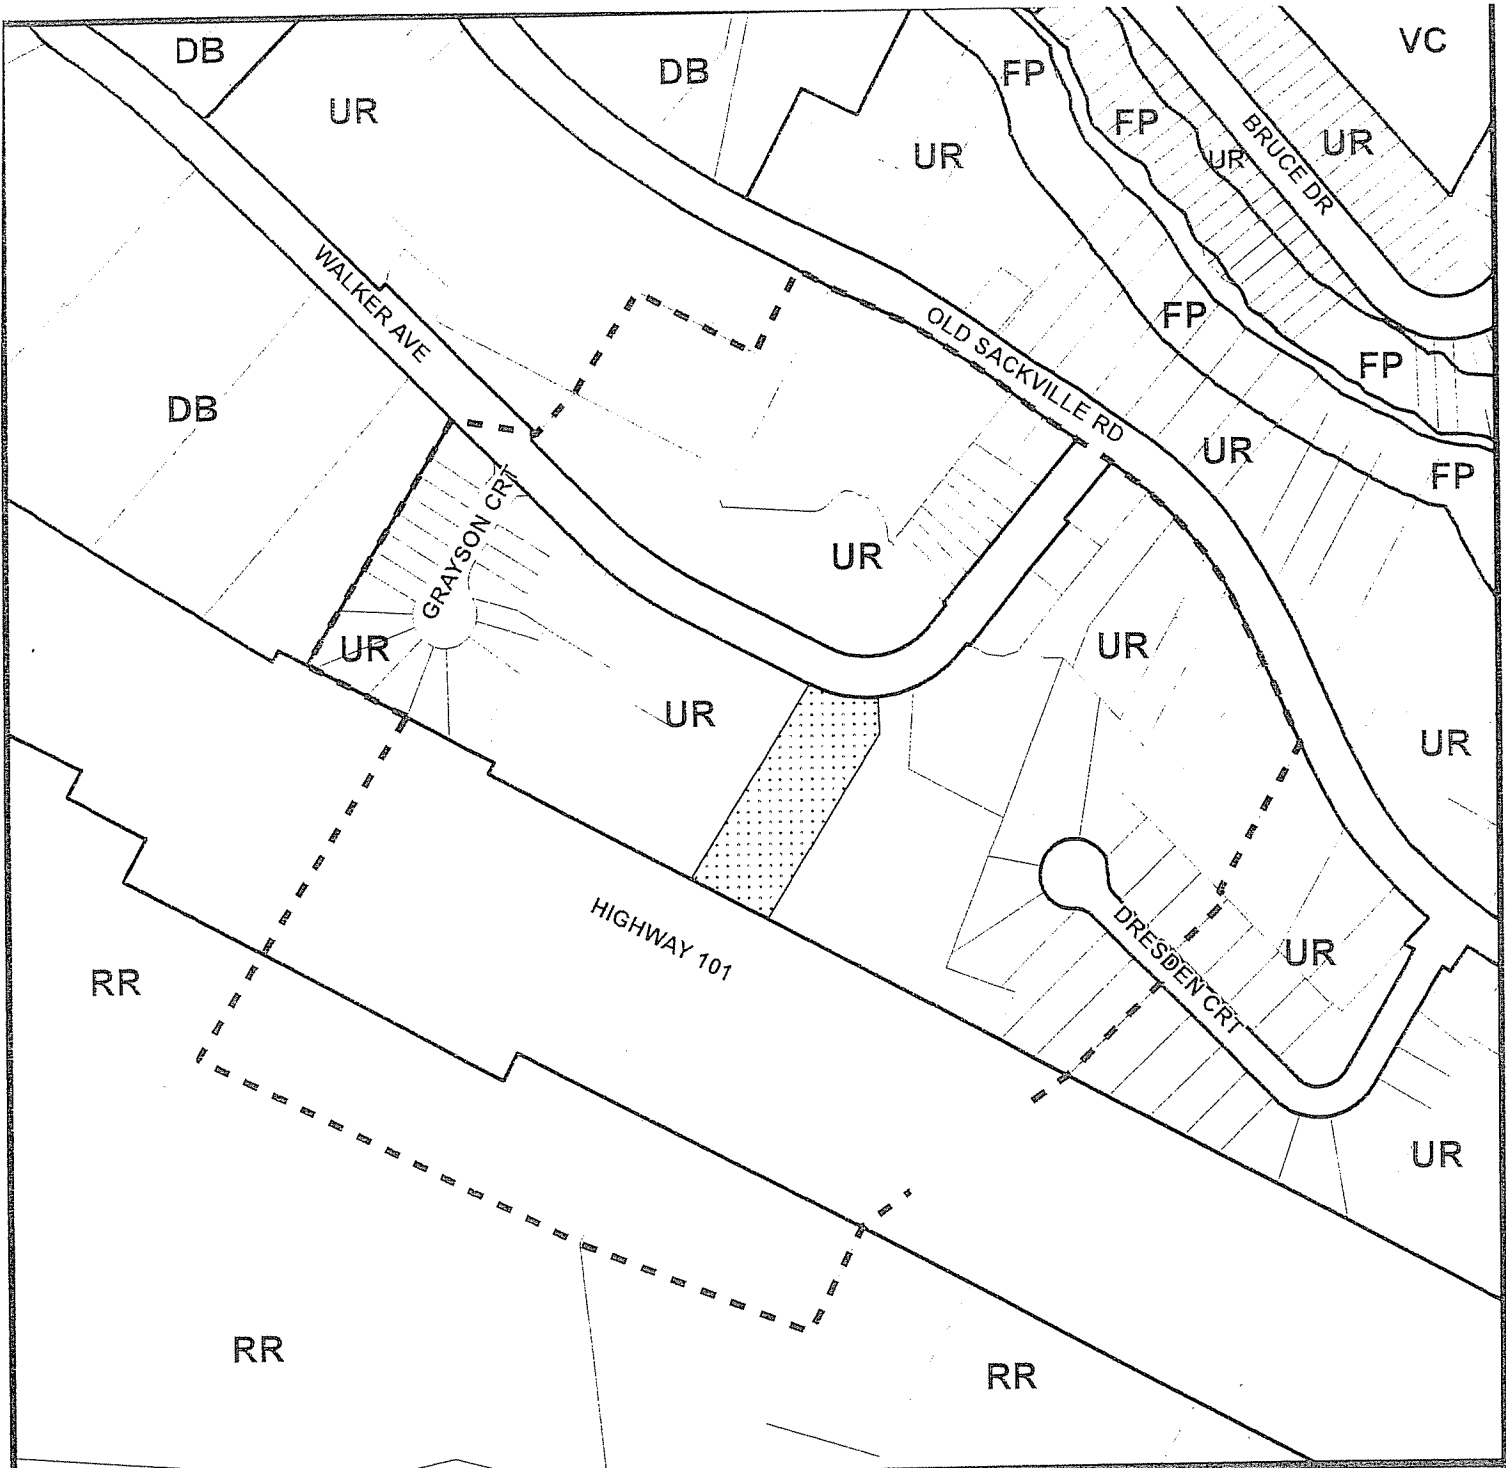 DB
UR
DB
FP
VC
FP
UR
UR
UR
BRUCE DR
WALKER AVE
OLD SACKVILLE RD
FP
FP
DB
UR
FP
GRAYSON CRT
UR
UR
UR
UR
UR
HIGHWAY 101
DRESDEN CRT
UR
RR
UR
RR
RR